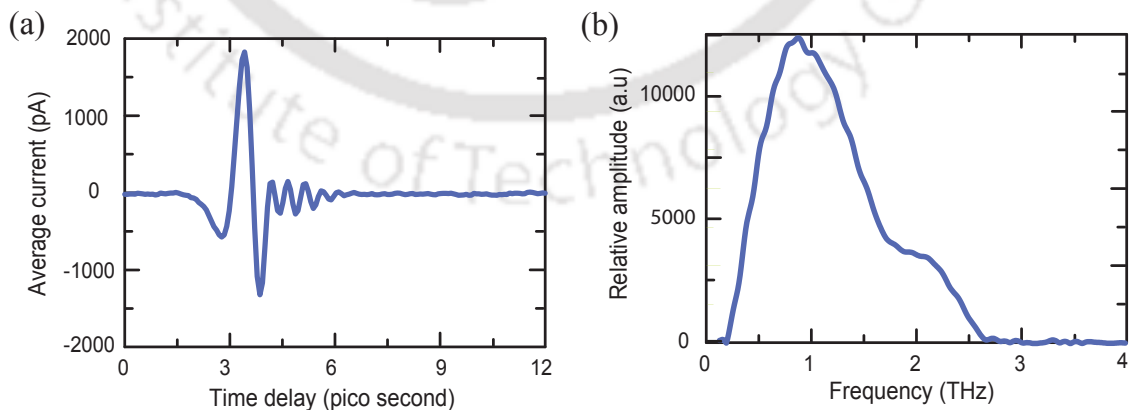 (a)
2000
1000
0
-1000
-2000
Average current (pA)
0 3 6 9 12
Time delay (pico second)
(b)
10000
5000
0
Relative amplitude (a.u)
0 1 2 3 4
Frequency (THz)
stitute of Technology